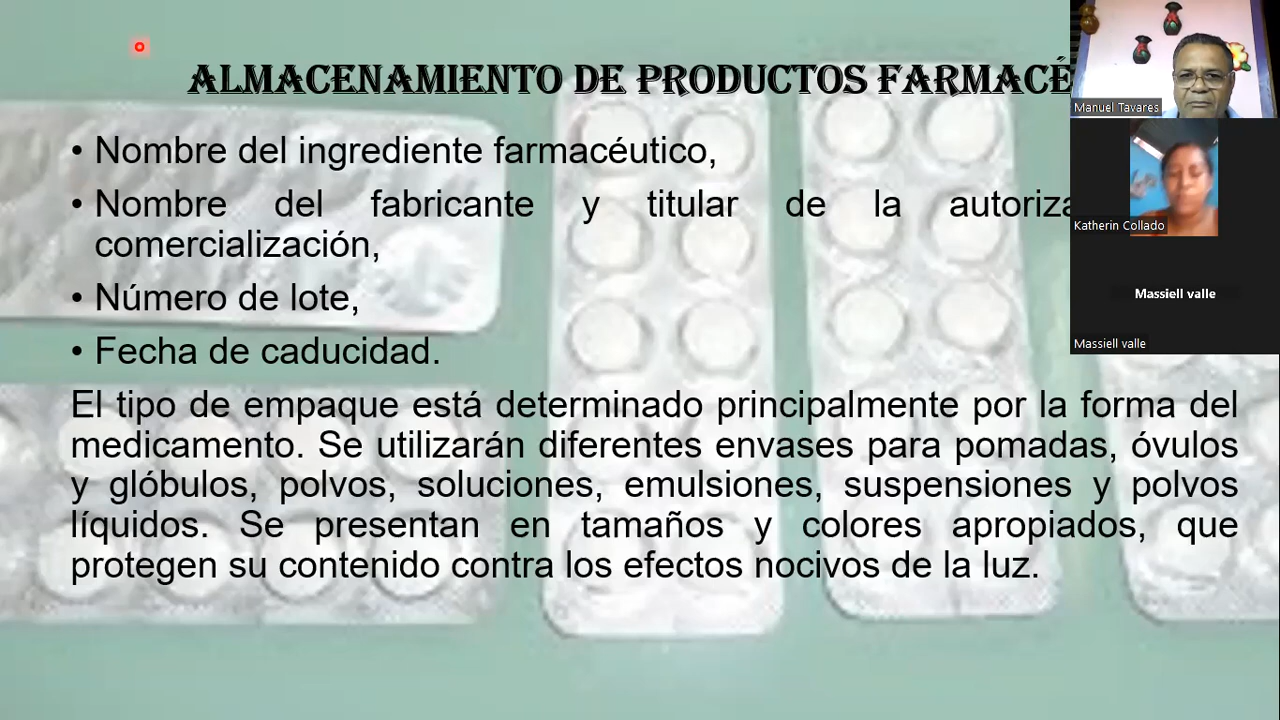 ALMACENAMIENTO DE PRODUCTOS FARMACÉ
• Nombre del ingrediente farmacéutico,
• Nombre del fabricante y titular de la
comercialización,
• Número de lote,
• Fecha de caducidad.
El tipo de empaque está determinado principalmente por la forma del
medicamento. Se utilizarán diferentes envases para pomadas, óvulos
y glóbulos, polvos, soluciones, emulsiones, suspensiones y polvos
líquidos. Se presentan en tamaños y colores apropiados, que
protegen su contenido contra los efectos nocivos de la luz.
Manuel Tavares
Katherin Collado
Massiell valle
Massiell valle